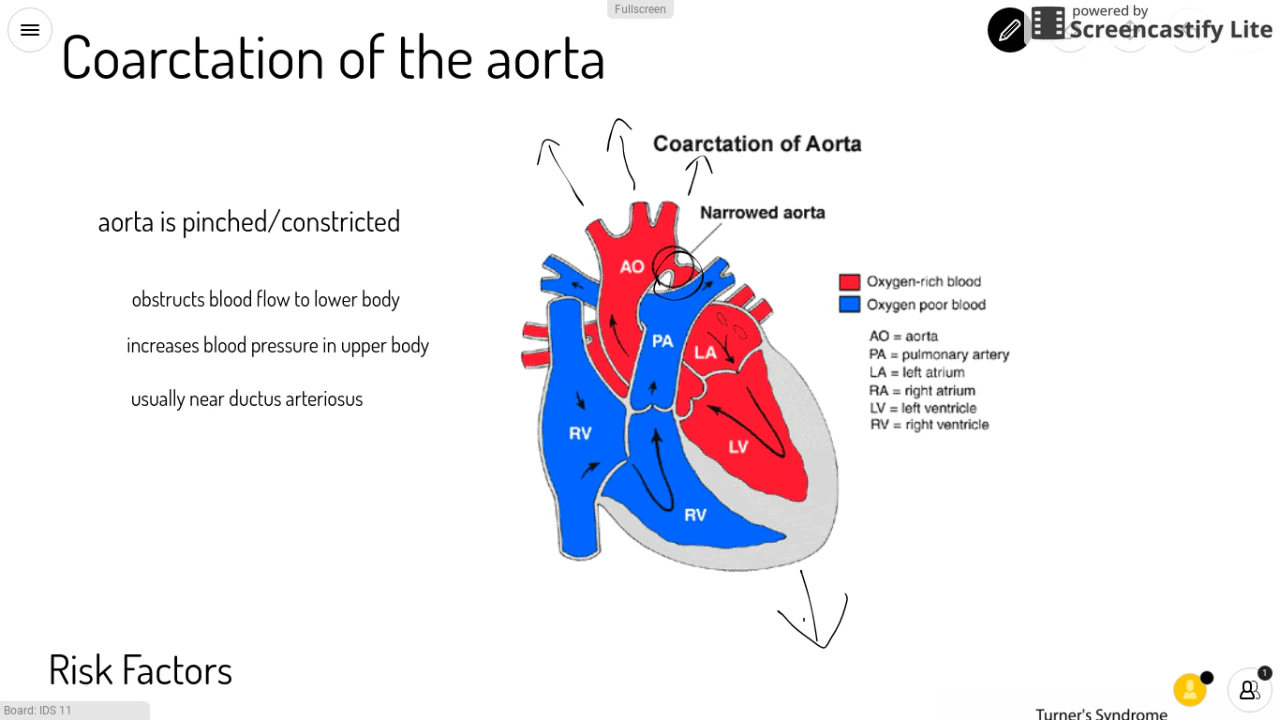 Fullscreen
powered by
Screencastify Lite
Coarctation of the aorta
Coarctation of Aorta
aorta is pinched/constricted
Narrowed aorta
AO
Oxygen-rich blood
obstructs blood flow to lower body
Oxygen poor blood
increases blood pressure in upper body
PA
LA
AO = aorta
PA = pulmonary artery
LA = left atrium
RA = right atrium
LV = left ventricle
RV = right ventricle
usually near ductus arteriosus
RV
LV
RV
Risk Factors
1
Board: IDS 11
Turner's Syndrome